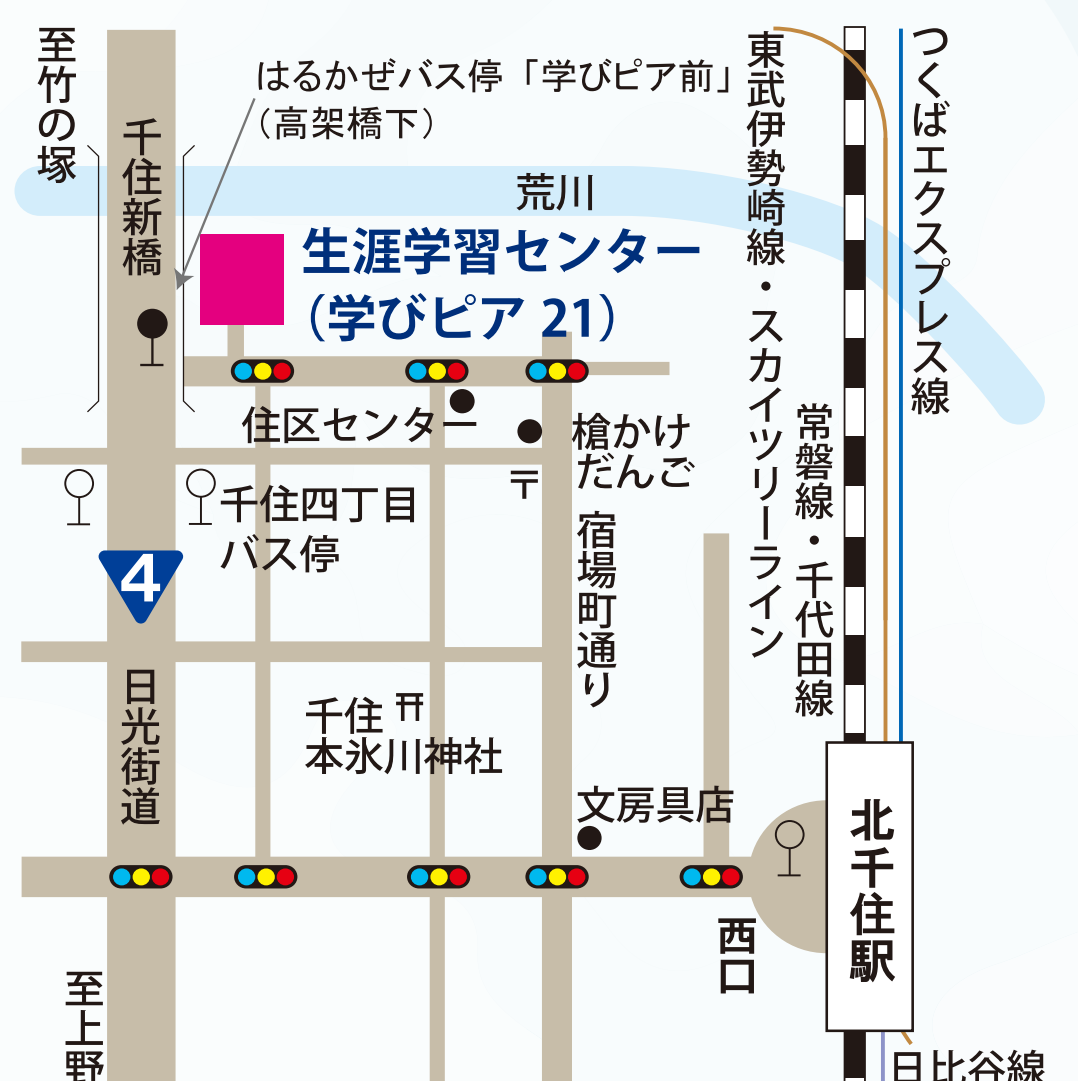 至竹の塚
千住新橋
はるかぜバス停「学びピア前」
（高架橋下）
荒川
生涯学習センター
（学びピア 21）
東武伊勢崎線・スカイツリーライン
常磐線・千代田線
つくばエクスプレス線
住区センター
槍かけ
だんご
〒
千住四丁目
バス停
宿場町通り
4
日光街道
千住
本氷川神社
文房具店
北千住駅
西口
至上野
日比谷線